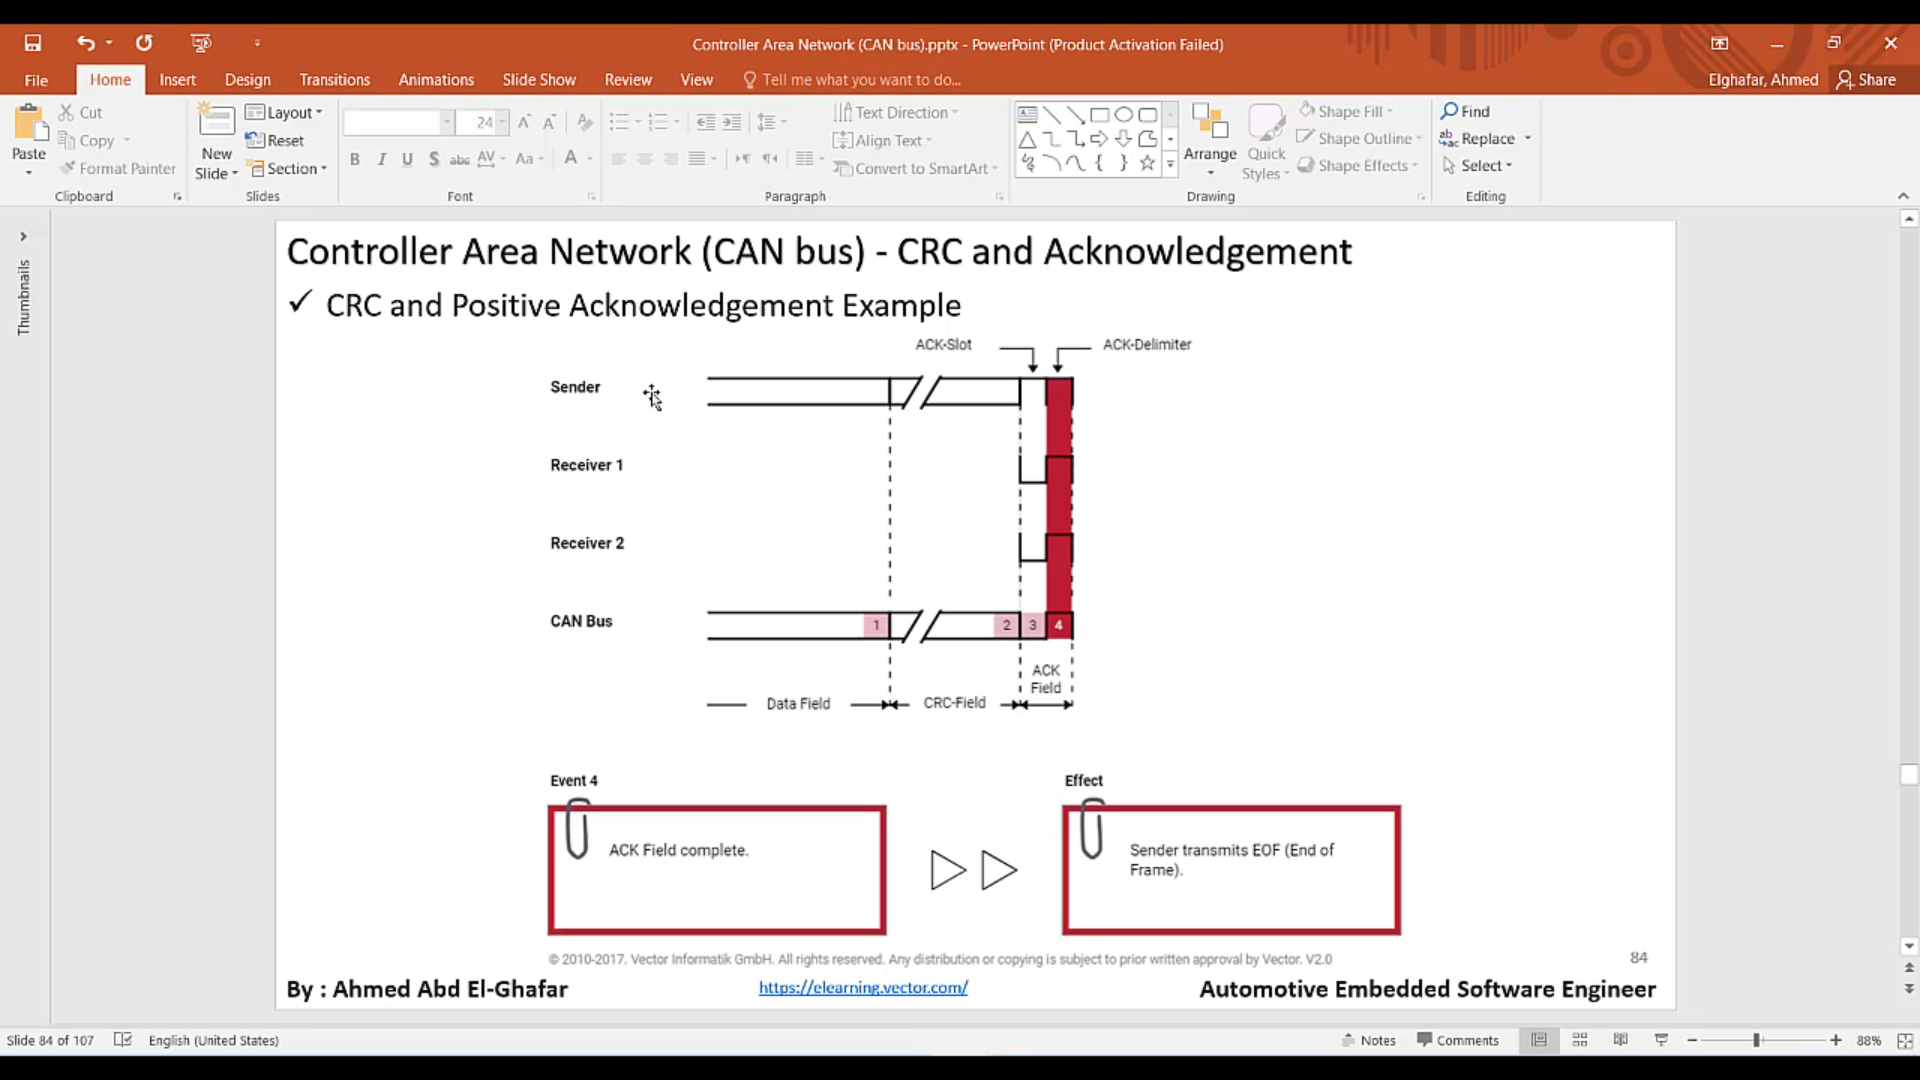 Controller Area Network (CAN bus).pptx - PowerPoint (Product Activation Failed)
File Home Insert Design Transitions Animations Slide Show Review View Tell me what you want to do... Elghafar, Ahmed Share
Paste
Cut
Copy
Format Painter
Clipboard
New Slide
Layout
Reset
Section
Slides
24
B I U S abc AV Aa A
Font
Text Direction
Align Text
Convert to SmartArt
Paragraph
Arrange
Quick Styles
Shape Fill
Shape Outline
Shape Effects
Drawing
Find
Replace
Select
Editing
Thumbnails
Controller Area Network (CAN bus) - CRC and Acknowledgement
✓ CRC and Positive Acknowledgement Example
ACK-Slot ACK-Delimiter
Sender
Receiver 1
Receiver 2
CAN Bus 1 2 3 4
ACK
Field
Data Field CRC-Field
Event 4 Effect
ACK Field complete.
Sender transmits EOF (End of
Frame).
© 2010-2017. Vector Informatik GmbH. All rights reserved. Any distribution or copying is subject to prior written approval by Vector. V2.0
84
By : Ahmed Abd El-Ghafar https://elearning.vector.com/ Automotive Embedded Software Engineer
Slide 84 of 107 English (United States) Notes Comments 88%